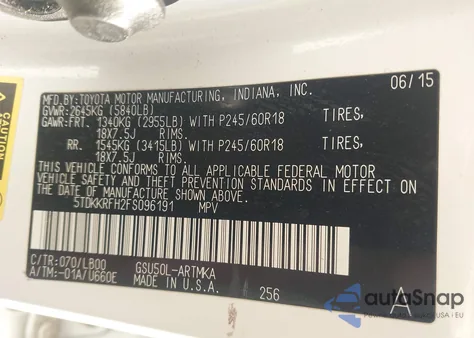 MFD.BY:TOYOTA MOTOR MANUFACTURING, INDIANA, INC. 06/15
GVWR:2645KG (5840LB)
GAWR:FRT. 1340KG (2955LB) WITH P245/60R18 TIRES,
18X7.5J RIMS.
RR. 1545KG (3415LB) WITH P245/60R18 TIRES,
18X7.5J RIMS.
THIS VEHICLE CONFORMS TO ALL APPLICABLE FEDERAL MOTOR
VEHICLE SAFETY AND THEFT PREVENTION STANDARDS IN EFFECT ON
THE DATE OF MANUFACTURE SHOWN ABOVE.
5TDKKRFH2FS096191 MPV
C/TR:070/LB00 GSU50L-ARTMKA
A/TM:-01A/U660E MADE IN U.S.A. 256 A
CAUTION
autoSnap